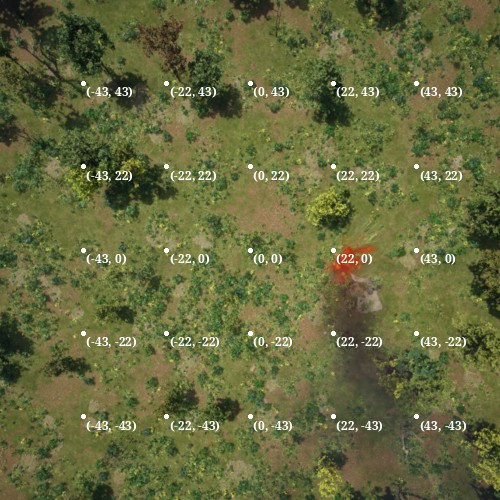 (-43, 43) (-22, 43) (0, 43) (22, 43) (43, 43)
(-43, 22) (-22, 22) (0, 22) (22, 22) (43, 22)
(-43, 0) (-22, 0) (0, 0) (22, 0) (43, 0)
(-43, -22) (-22, -22) (0, -22) (22, -22) (43, -22)
(-43, -43) (-22, -43) (0, -43) (22, -43) (43, -43)